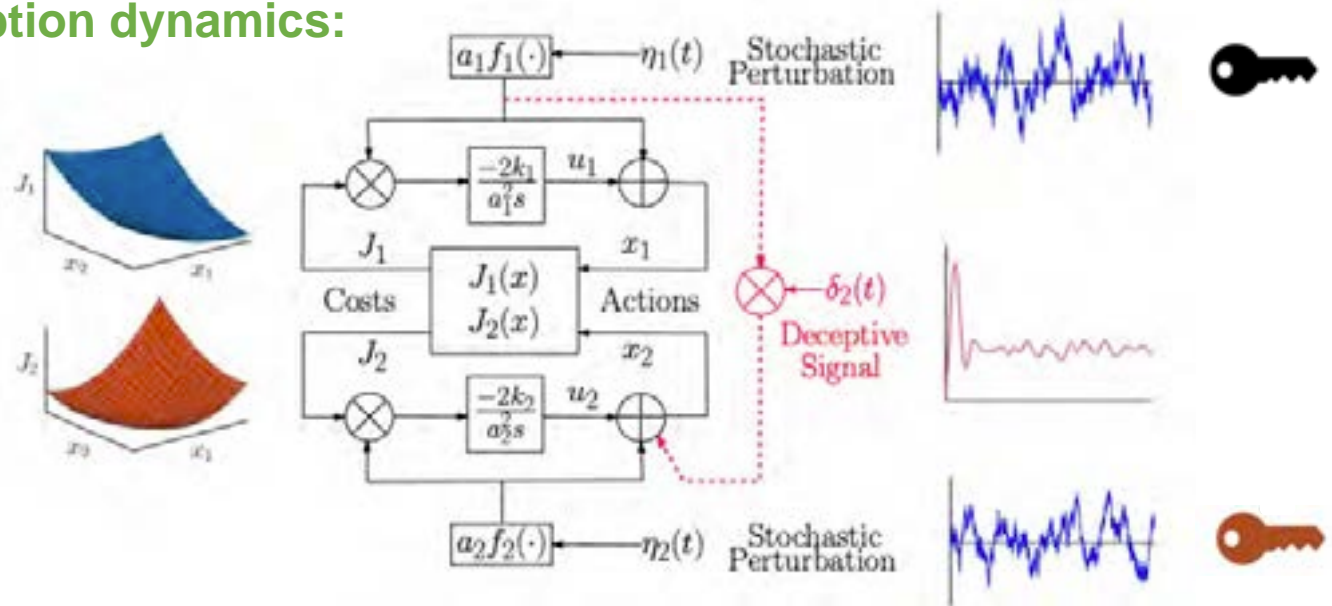 ption dynamics:
a₁f₁(·)
η₁(t)
Stochastic
Perturbation
J₁
x₂
x₁
−2k₁
a₁²s
u₁
J₁
x₁
Costs
J₁(x)
J₂(x)
Actions
δ₂(t)
Deceptive
Signal
J₂
x₂
J₂
x₂
x₁
−2k₂
a₂²s
u₂
a₂f₂(·)
η₂(t)
Stochastic
Perturbation